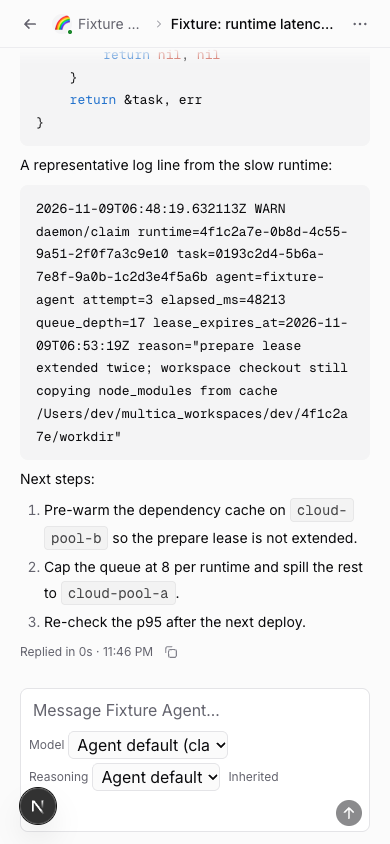 Fixture ...
Fixture: runtime latenc...
return nil, nil
}
return &task, err
}
A representative log line from the slow runtime:
2026-11-09T06:48:19.632113Z WARN
daemon/claim runtime=4f1c2a7e-0b8d-4c55-
9a51-2f0f7a3c9e10 task=0193c2d4-5b6a-
7e8f-9a0b-1c2d3e4f5a6b agent=fixture-
agent attempt=3 elapsed_ms=48213
queue_depth=17 lease_expires_at=2026-11-
09T06:53:19Z reason="prepare lease
extended twice; workspace checkout still
copying node_modules from cache
/Users/dev/multica_workspaces/dev/4f1c2a
7e/workdir"
Next steps:
1. Pre-warm the dependency cache on cloud-
pool-b so the prepare lease is not extended.
2. Cap the queue at 8 per runtime and spill the rest
to cloud-pool-a.
3. Re-check the p95 after the next deploy.
Replied in 0s · 11:46 PM
Message Fixture Agent...
Model Agent default (cla
Reasoning Agent default Inherited
N